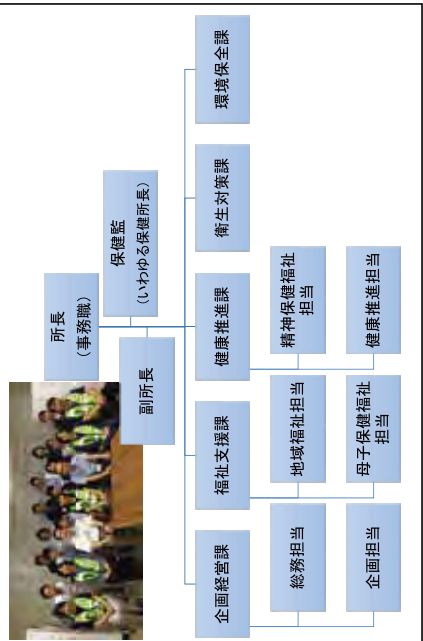 所長
（事務職）
保健監
（いわゆる保健所長）
副所長
企画経営課
福祉支援課
健康推進課
衛生対策課
環境保全課
総務担当
地域福祉担当
精神保健福祉
担当
企画担当
母子保健福祉
担当
健康推進担当